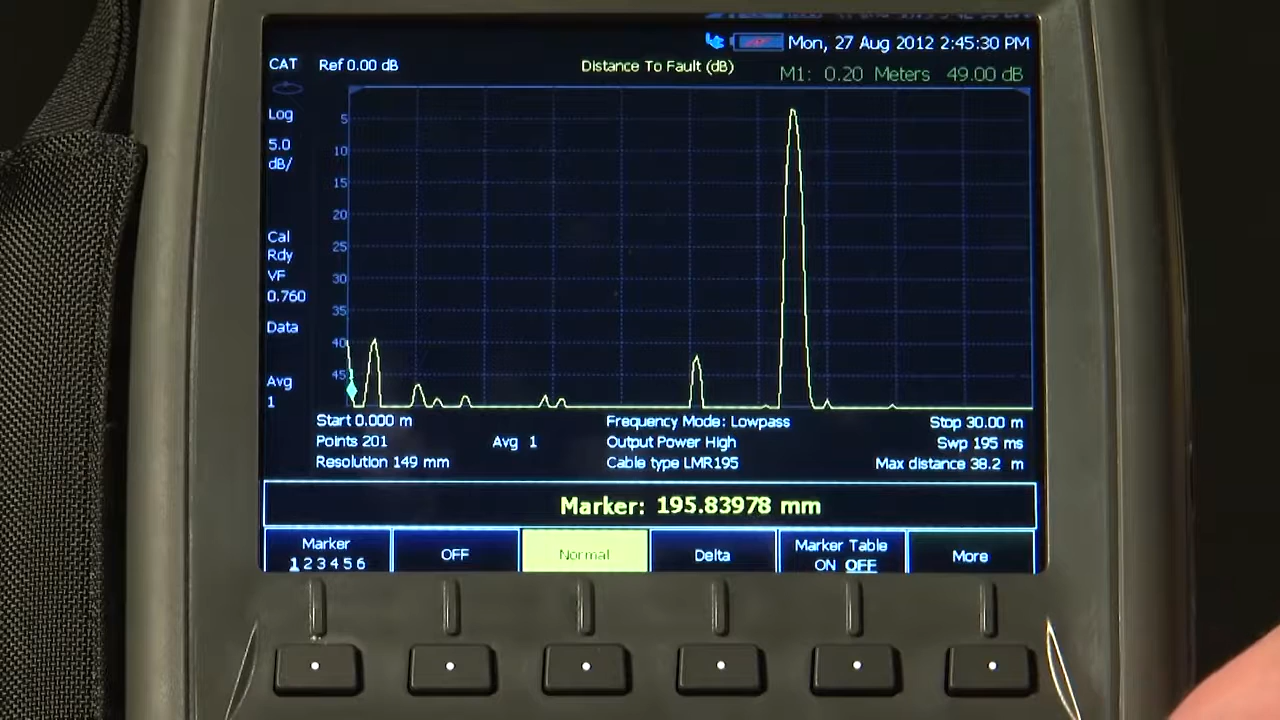 Mon, 27 Aug 2012 2:45:30 PM
CAT Ref 0.00 dB Distance To Fault (dB) M1: 0.20 Meters 49.00 dB
Log
5.0
dB/
Cal
Rdy
VF
0.760
Data
Avg
1
5
10
15
20
25
30
35
40
45
Start 0.000 m Frequency Mode: Lowpass Stop 30.00 m
Points 201 Avg 1 Output Power High Swp 195 ms
Resolution 149 mm Cable type LMR195 Max distance 38.2 m
Marker: 195.83978 mm
Marker
1 2 3 4 5 6
OFF
Normal
Delta
Marker Table
ON OFF
More